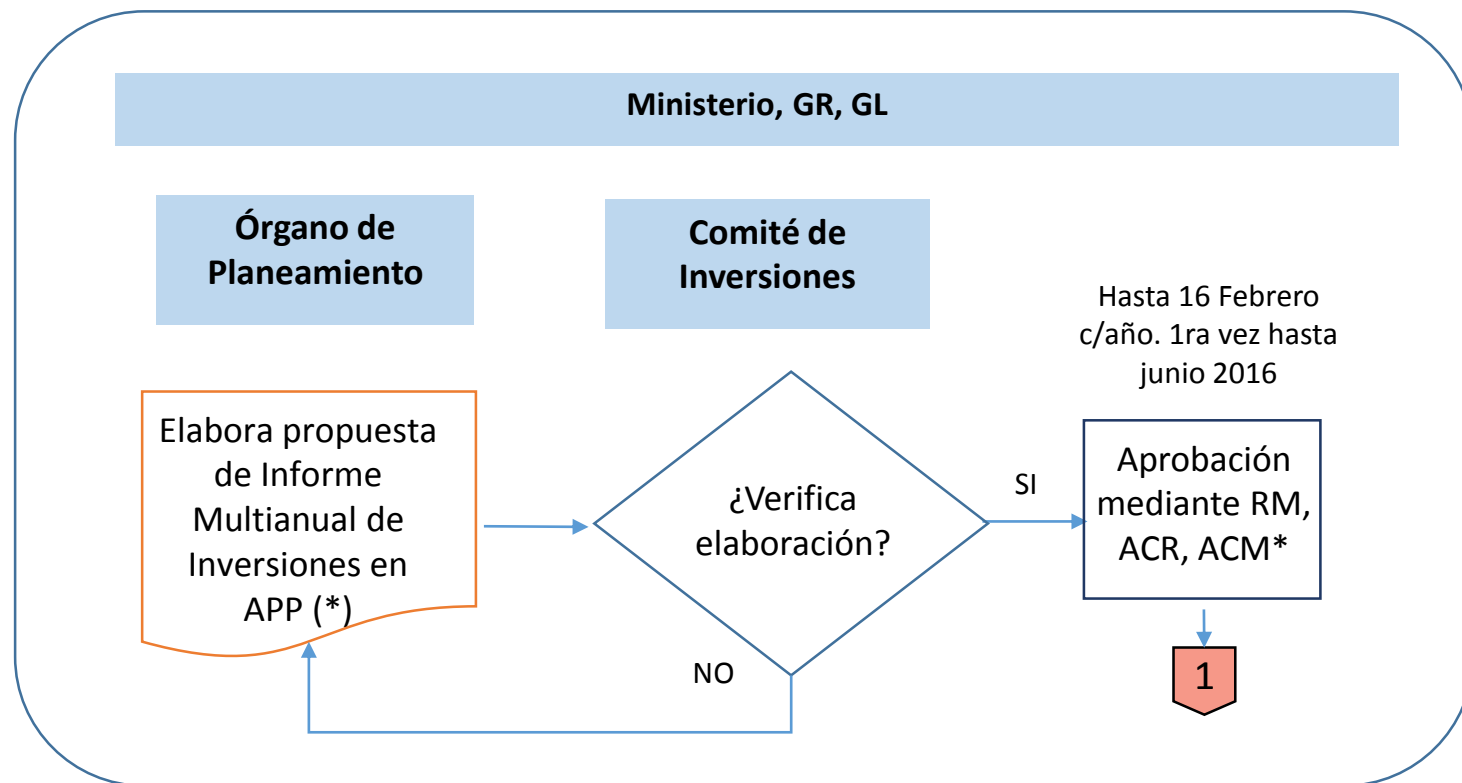 Ministerio, GR, GL
Órgano de
Planeamiento
Comité de
Inversiones
Hasta 16 Febrero
c/año. 1ra vez hasta
junio 2016
Elabora propuesta
de Informe
Multianual de
Inversiones en
APP (*)
¿Verifica
elaboración?
SI
Aprobación
mediante RM,
ACR, ACM*
NO
1